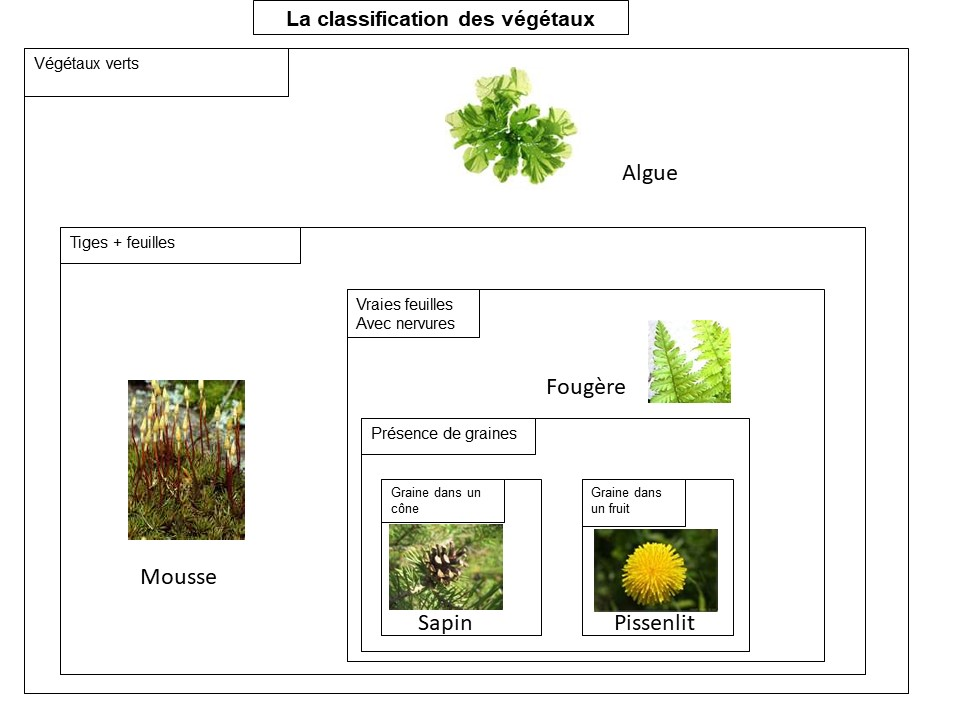 La classification des végétaux
Végétaux verts
Algue
Tiges + feuilles
Vraies feuilles
Avec nervures
Fougère
Présence de graines
Graine dans un
cône
Graine dans
un fruit
Mousse
Sapin
Pissenlit